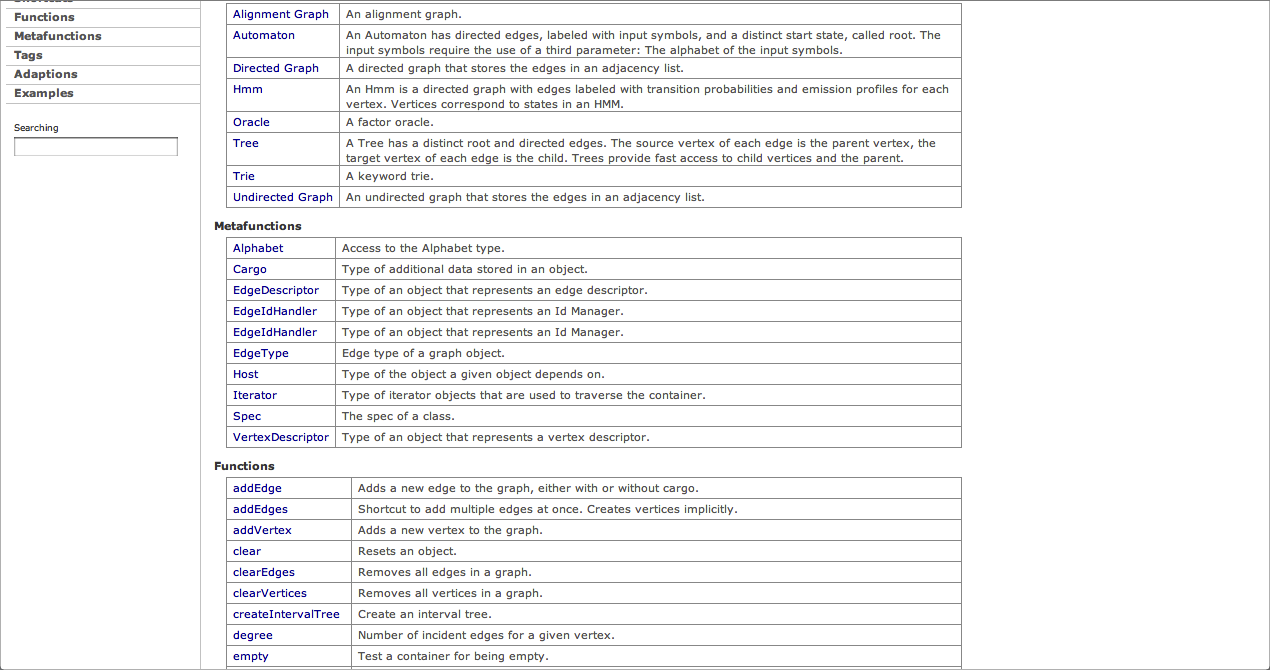 Functions
Metafunctions
Tags
Adaptions
Examples
Searching
Alignment Graph An alignment graph.
Automaton An Automaton has directed edges, labeled with input symbols, and a distinct start state, called root. The
input symbols require the use of a third parameter: The alphabet of the input symbols.
Directed Graph A directed graph that stores the edges in an adjacency list.
Hmm An Hmm is a directed graph with edges labeled with transition probabilities and emission profiles for each
vertex. Vertices correspond to states in an HMM.
Oracle A factor oracle.
Tree A Tree has a distinct root and directed edges. The source vertex of each edge is the parent vertex, the
target vertex of each edge is the child. Trees provide fast access to child vertices and the parent.
Trie A keyword trie.
Undirected Graph An undirected graph that stores the edges in an adjacency list.
Metafunctions
Alphabet Access to the Alphabet type.
Cargo Type of additional data stored in an object.
EdgeDescriptor Type of an object that represents an edge descriptor.
EdgeIdHandler Type of an object that represents an Id Manager.
EdgeIdHandler Type of an object that represents an Id Manager.
EdgeType Edge type of a graph object.
Host Type of the object a given object depends on.
Iterator Type of iterator objects that are used to traverse the container.
Spec The spec of a class.
VertexDescriptor Type of an object that represents a vertex descriptor.
Functions
addEdge Adds a new edge to the graph, either with or without cargo.
addEdges Shortcut to add multiple edges at once. Creates vertices implicitly.
addVertex Adds a new vertex to the graph.
clear Resets an object.
clearEdges Removes all edges in a graph.
clearVertices Removes all vertices in a graph.
createIntervalTree Create an interval tree.
degree Number of incident edges for a given vertex.
empty Test a container for being empty.